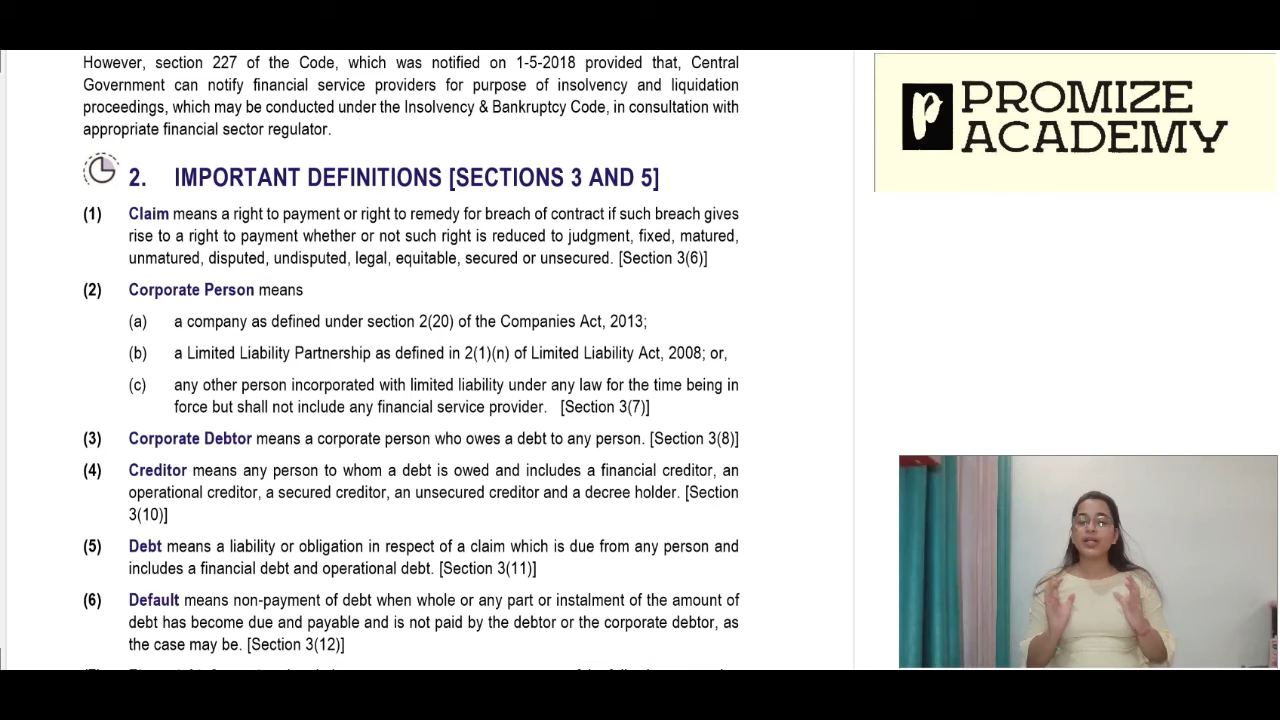 However, section 227 of the Code, which was notified on 1-5-2018 provided that, Central
Government can notify financial service providers for purpose of insolvency and liquidation
proceedings, which may be conducted under the Insolvency & Bankruptcy Code, in consultation with
appropriate financial sector regulator.
2. IMPORTANT DEFINITIONS [SECTIONS 3 AND 5]
(1) Claim means a right to payment or right to remedy for breach of contract if such breach gives
rise to a right to payment whether or not such right is reduced to judgment, fixed, matured,
unmatured, disputed, undisputed, legal, equitable, secured or unsecured. [Section 3(6)]
(2) Corporate Person means
(a) a company as defined under section 2(20) of the Companies Act, 2013;
(b) a Limited Liability Partnership as defined in 2(1)(n) of Limited Liability Act, 2008; or,
(c) any other person incorporated with limited liability under any law for the time being in
force but shall not include any financial service provider. [Section 3(7)]
(3) Corporate Debtor means a corporate person who owes a debt to any person. [Section 3(8)]
(4) Creditor means any person to whom a debt is owed and includes a financial creditor, an
operational creditor, a secured creditor, an unsecured creditor and a decree holder. [Section
3(10)]
(5) Debt means a liability or obligation in respect of a claim which is due from any person and
includes a financial debt and operational debt. [Section 3(11)]
(6) Default means non-payment of debt when whole or any part or instalment of the amount of
debt has become due and payable and is not paid by the debtor or the corporate debtor, as
the case may be. [Section 3(12)]
p PROMIZE
ACADEMY